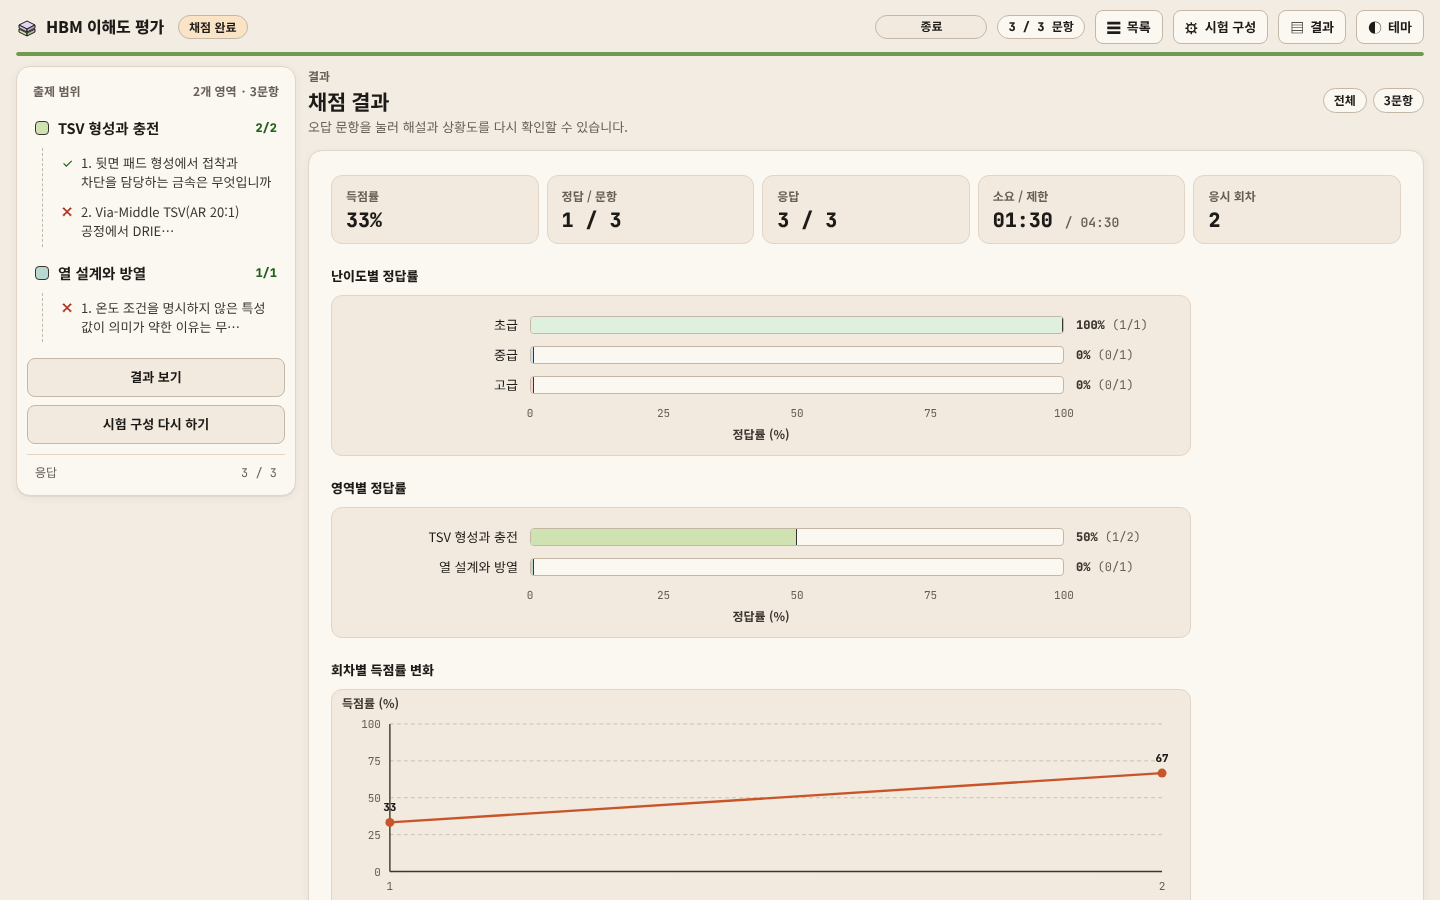 HBM 이해도 평가
채점 완료
종료
3 / 3 문항
목록
시험 구성
결과
테마
출제 범위
2개 영역 · 3문항
TSV 형성과 충전
2/2
1. 뒷면 패드 형성에서 접착과
차단을 담당하는 금속은 무엇입니까
2. Via-Middle TSV(AR 20:1)
공정에서 DRIE…
열 설계와 방열
1/1
1. 온도 조건을 명시하지 않은 특성
값이 의미가 약한 이유는 무…
결과 보기
시험 구성 다시 하기
응답
3 / 3
결과
채점 결과
오답 문항을 눌러 해설과 상황도를 다시 확인할 수 있습니다.
전체
3문항
득점률
33%
정답 / 문항
1 / 3
응답
3 / 3
소요 / 제한
01:30 / 04:30
응시 회차
2
난이도별 정답률
초급
100% (1/1)
중급
0% (0/1)
고급
0% (0/1)
0 25 50 75 100
정답률 (%)
영역별 정답률
TSV 형성과 충전
50% (1/2)
열 설계와 방열
0% (0/1)
0 25 50 75 100
정답률 (%)
회차별 득점률 변화
득점률 (%)
100
75
67
50
33
25
0
1 2